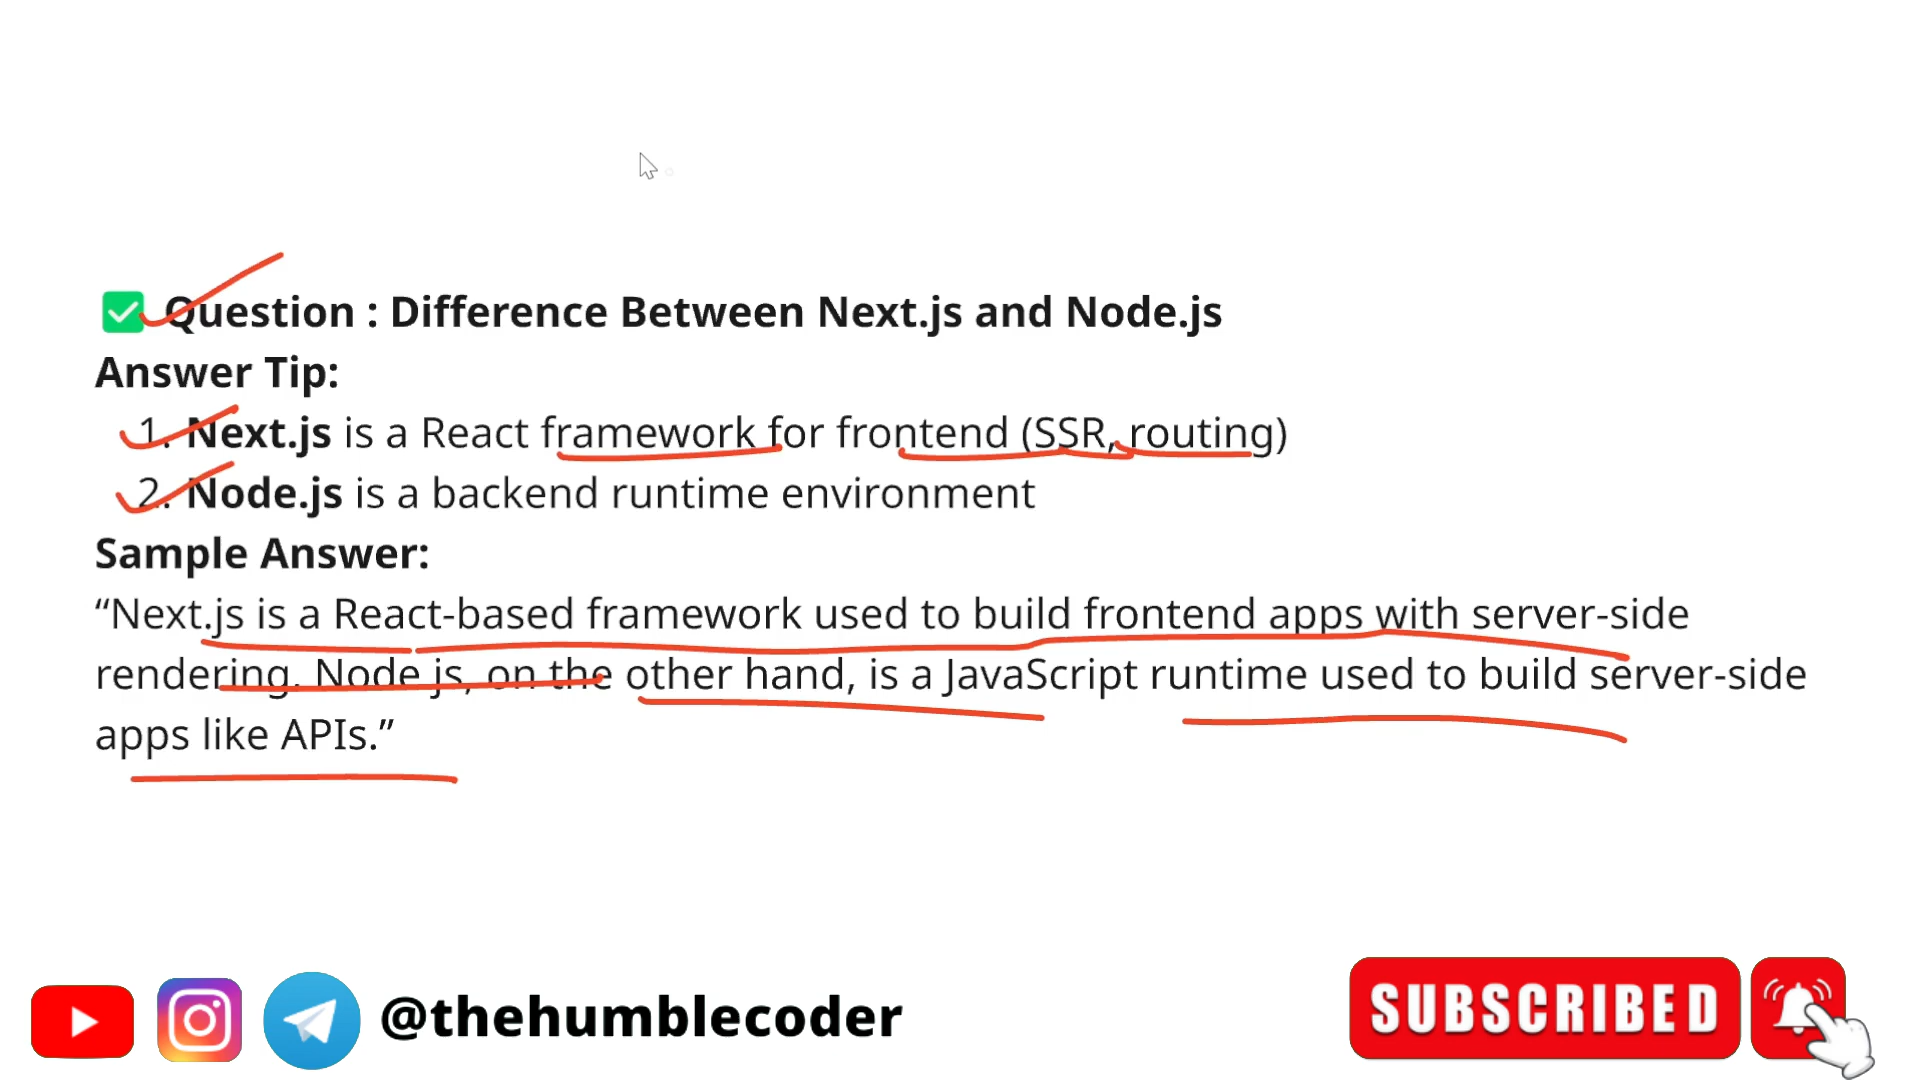 Question : Difference Between Next.js and Node.js
Answer Tip:
1. Next.js is a React framework for frontend (SSR, routing)
2. Node.js is a backend runtime environment
Sample Answer:
“Next.js is a React-based framework used to build frontend apps with server-side
rendering. Node js, on the other hand, is a JavaScript runtime used to build server-side
apps like APIs.”
@thehumblecoder
SUBSCRIBED